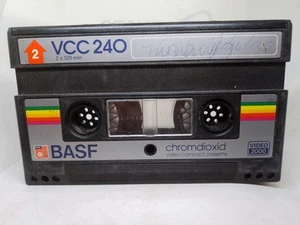 2 VCC 240
2 x 120 min
BASF
chromdioxid
video compact cassette
VIDEO
2000